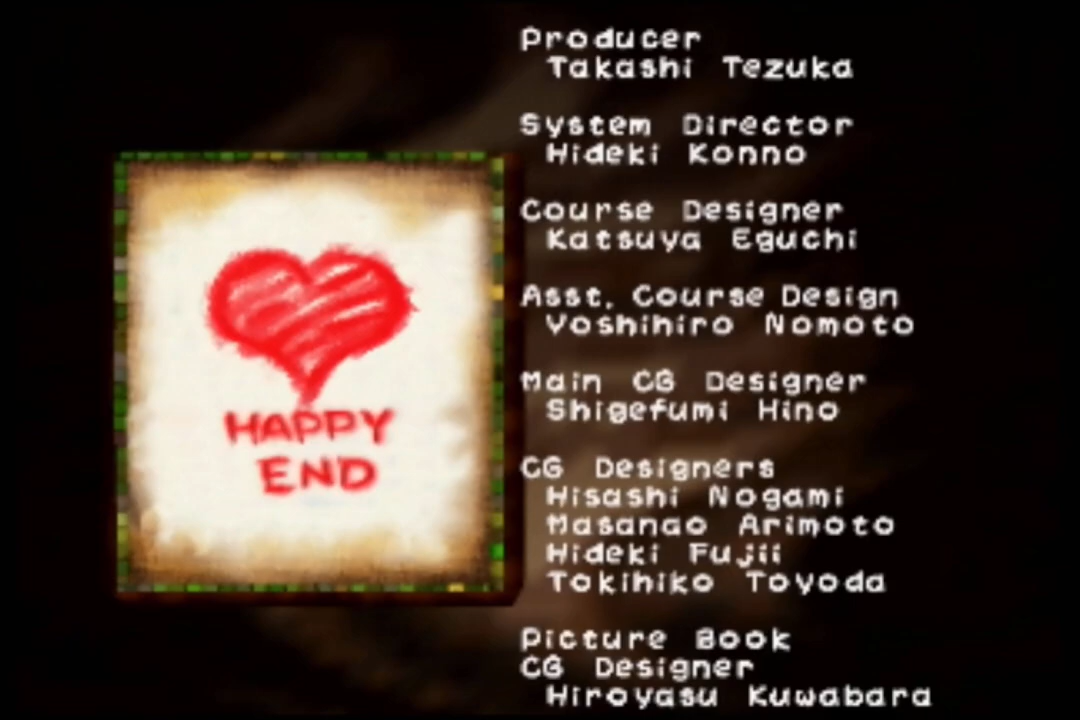 HAPPY
END
Producer
Takashi Tezuka
System Director
Hideki Konno
Course Designer
Katsuya Eguchi
Asst. Course Design
Yoshihiro Nomoto
Main CG Designer
Shigefumi Hino
CG Designers
Hisashi Nogami
Masanao Arimoto
Hideki Fujii
Tokihiko Toyoda
Picture Book
CG Designer
Hiroyasu Kuwabara